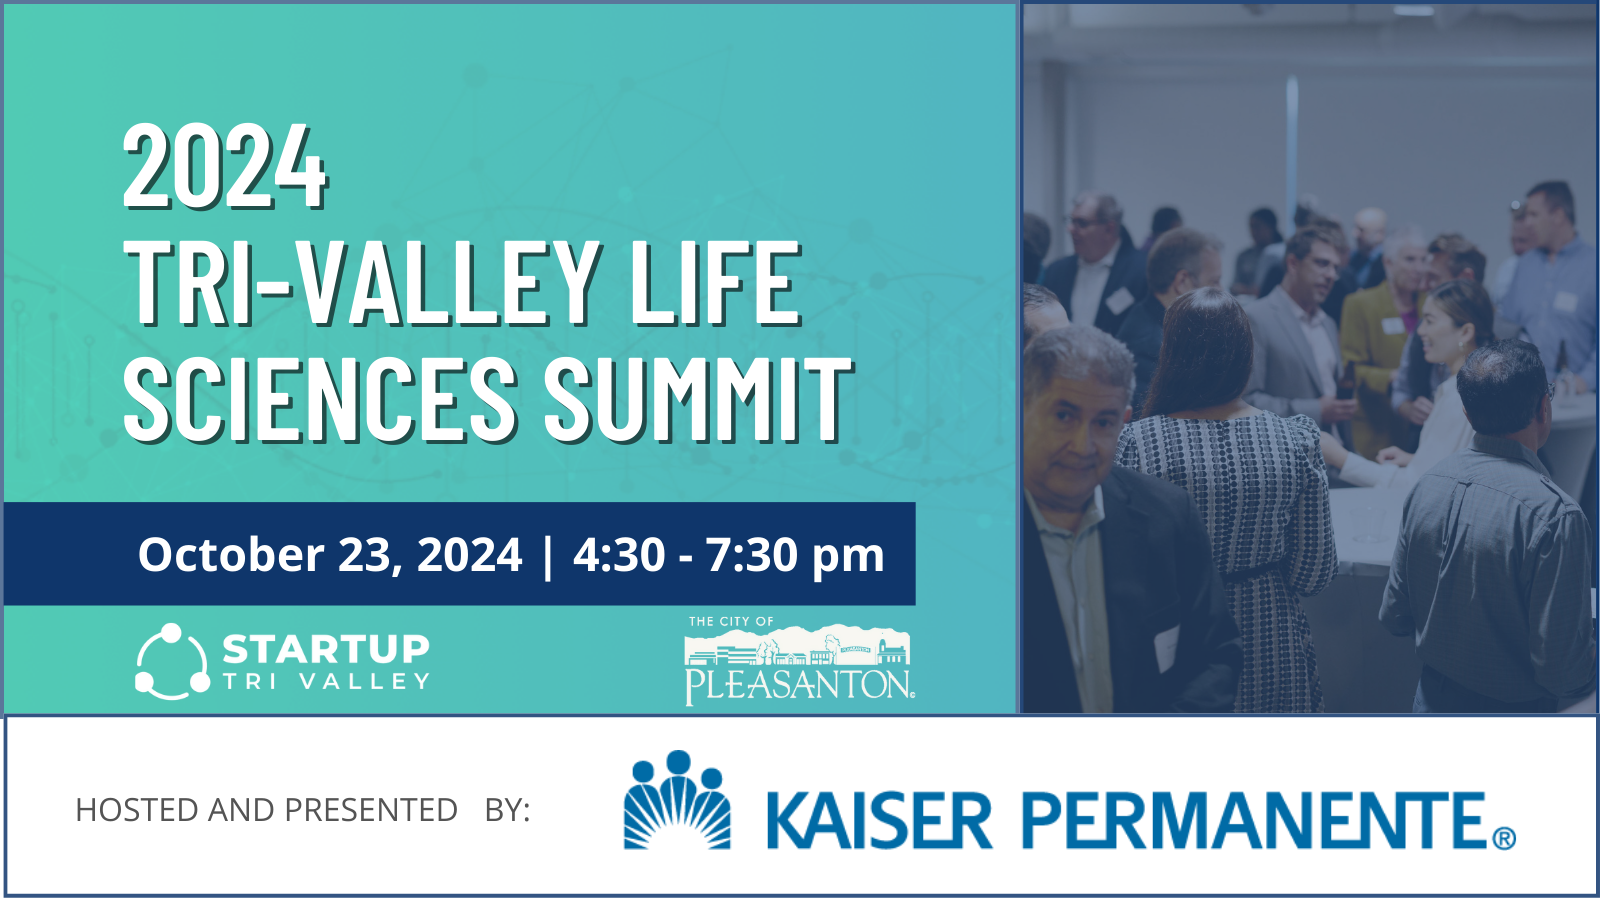 2024
TRI-VALLEY LIFE
SCIENCES SUMMIT
October 23, 2024 | 4:30 - 7:30 pm
STARTUP
TRI VALLEY
THE CITY OF
PLEASANTON
PLEASANTON.
HOSTED AND PRESENTED BY:
KAISER PERMANENTE®